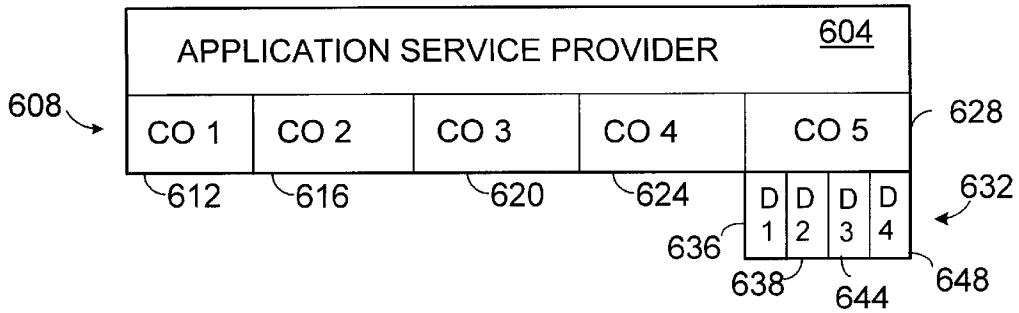 604
APPLICATION SERVICE PROVIDER
608
CO 1 CO 2 CO 3 CO 4 CO 5
628
612 616 620 624
632
D 1 D 2 D 3 D 4
636
638 644 648